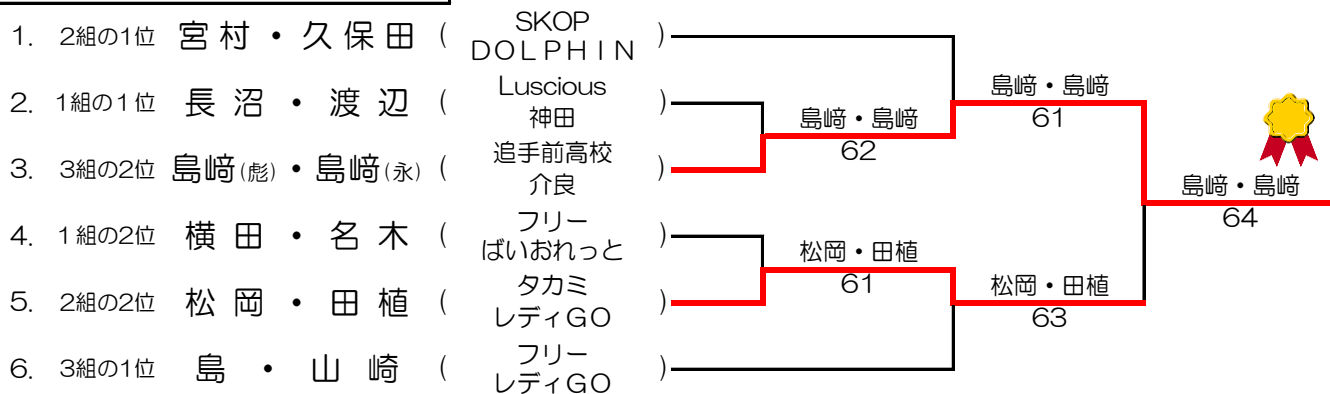 1. 2組の1位 宮村・久保田 ( SKOP DOLPHIN )
2. 1組の1位 長沼・渡辺 ( Luscious 神田 )
3. 3組の2位 島﨑(彪)・島﨑(永) ( 追手前高校 介良 )
4. 1組の2位 横田・名木 ( フリー ばいおれっと )
5. 2組の2位 松岡・田植 ( タカミ レディGO )
6. 3組の1位 島・山崎 ( フリー レディGO )
島﨑・島﨑
62
松岡・田植
61
島﨑・島﨑
61
松岡・田植
63
島﨑・島﨑
64